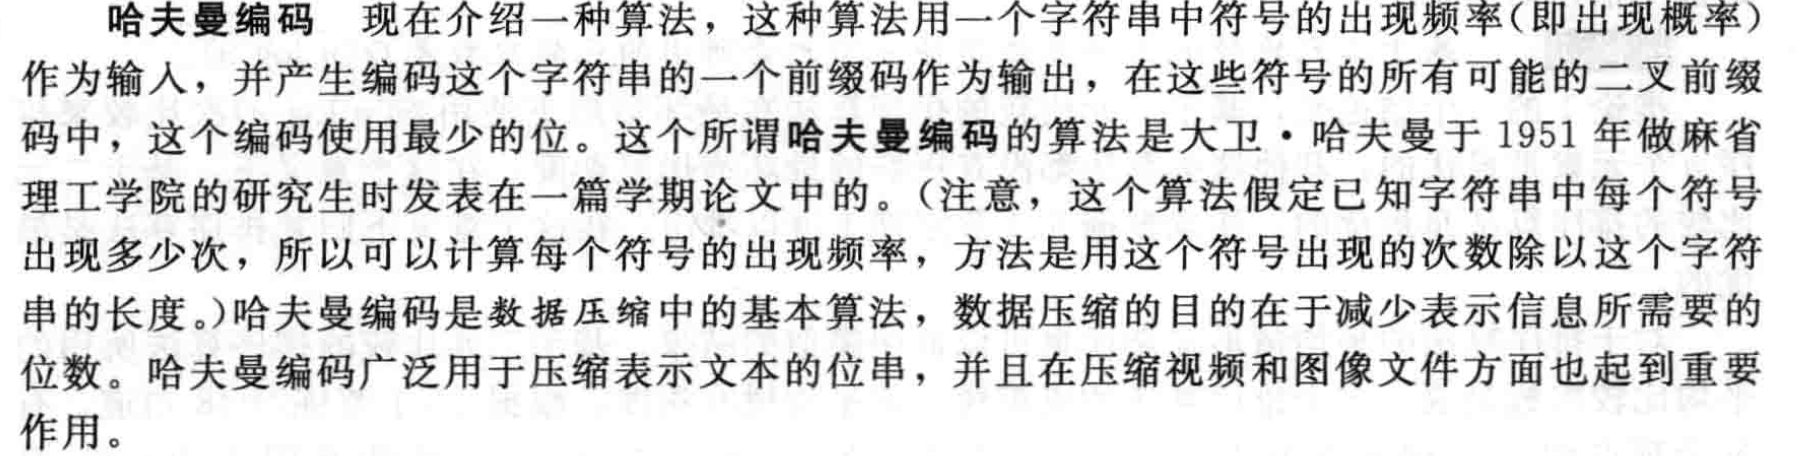 哈夫曼编码 现在介绍一种算法，这种算法用一个字符串中符号的出现频率（即出现概率）
作为输入，并产生编码这个字符串的一个前缀码作为输出，在这些符号的所有可能的二叉前缀
码中，这个编码使用最少的位。这个所谓哈夫曼编码的算法是大卫·哈夫曼于 1951 年做麻省
理工学院的研究生时发表在一篇学期论文中的。（注意，这个算法假定已知字符串中每个符号
出现多少次，所以可以计算每个符号的出现频率，方法是用这个符号出现的次数除以这个字符
串的长度。）哈夫曼编码是数据压缩中的基本算法，数据压缩的目的在于减少表示信息所需要的
位数。哈夫曼编码广泛用于压缩表示文本的位串，并且在压缩视频和图像文件方面也起到重要
作用。